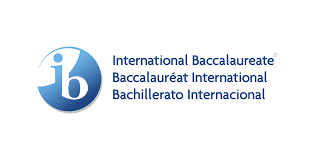 ib
International Baccalaureate®
Baccalauréat International
Bachillerato Internacional